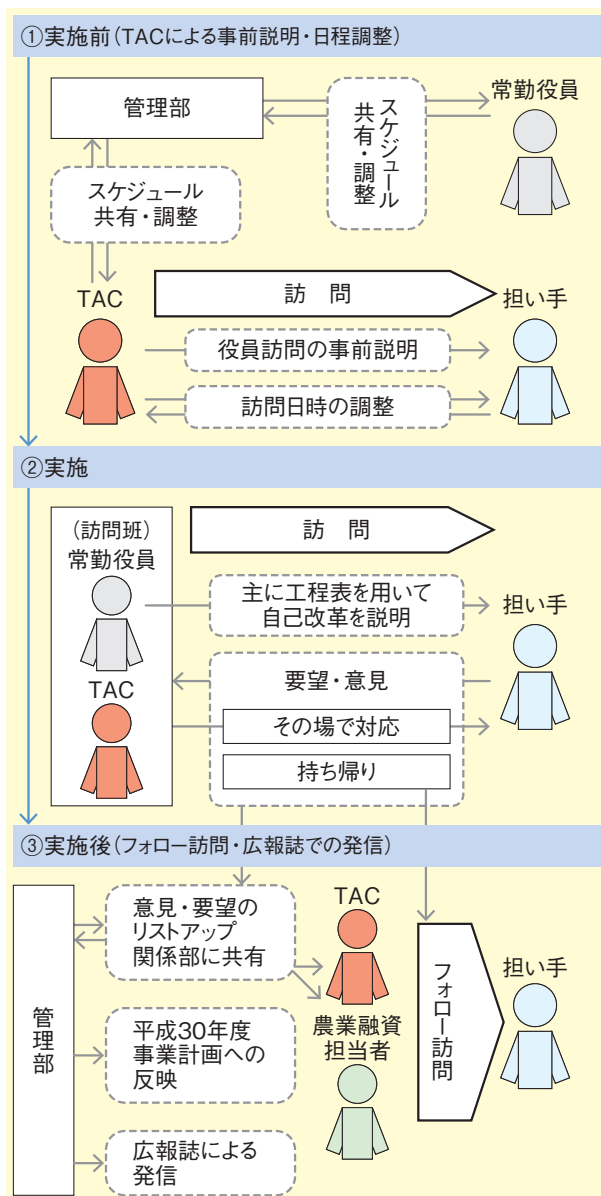 ①実施前(TACによる事前説明・日程調整)
管理部
スケジュール
共有・調整
常勤役員
スケジュール
共有・調整
TAC
訪　問
担い手
役員訪問の事前説明
訪問日時の調整
②実施
(訪問班)
常勤役員
TAC
訪　問
主に工程表を用いて
自己改革を説明
担い手
要望・意見
その場で対応
持ち帰り
③実施後(フォロー訪問・広報誌での発信)
管理部
意見・要望の
リストアップ
関係部に共有
平成30年度
事業計画への
反映
広報誌による
発信
TAC
農業融資
担当者
フォロー訪問
担い手